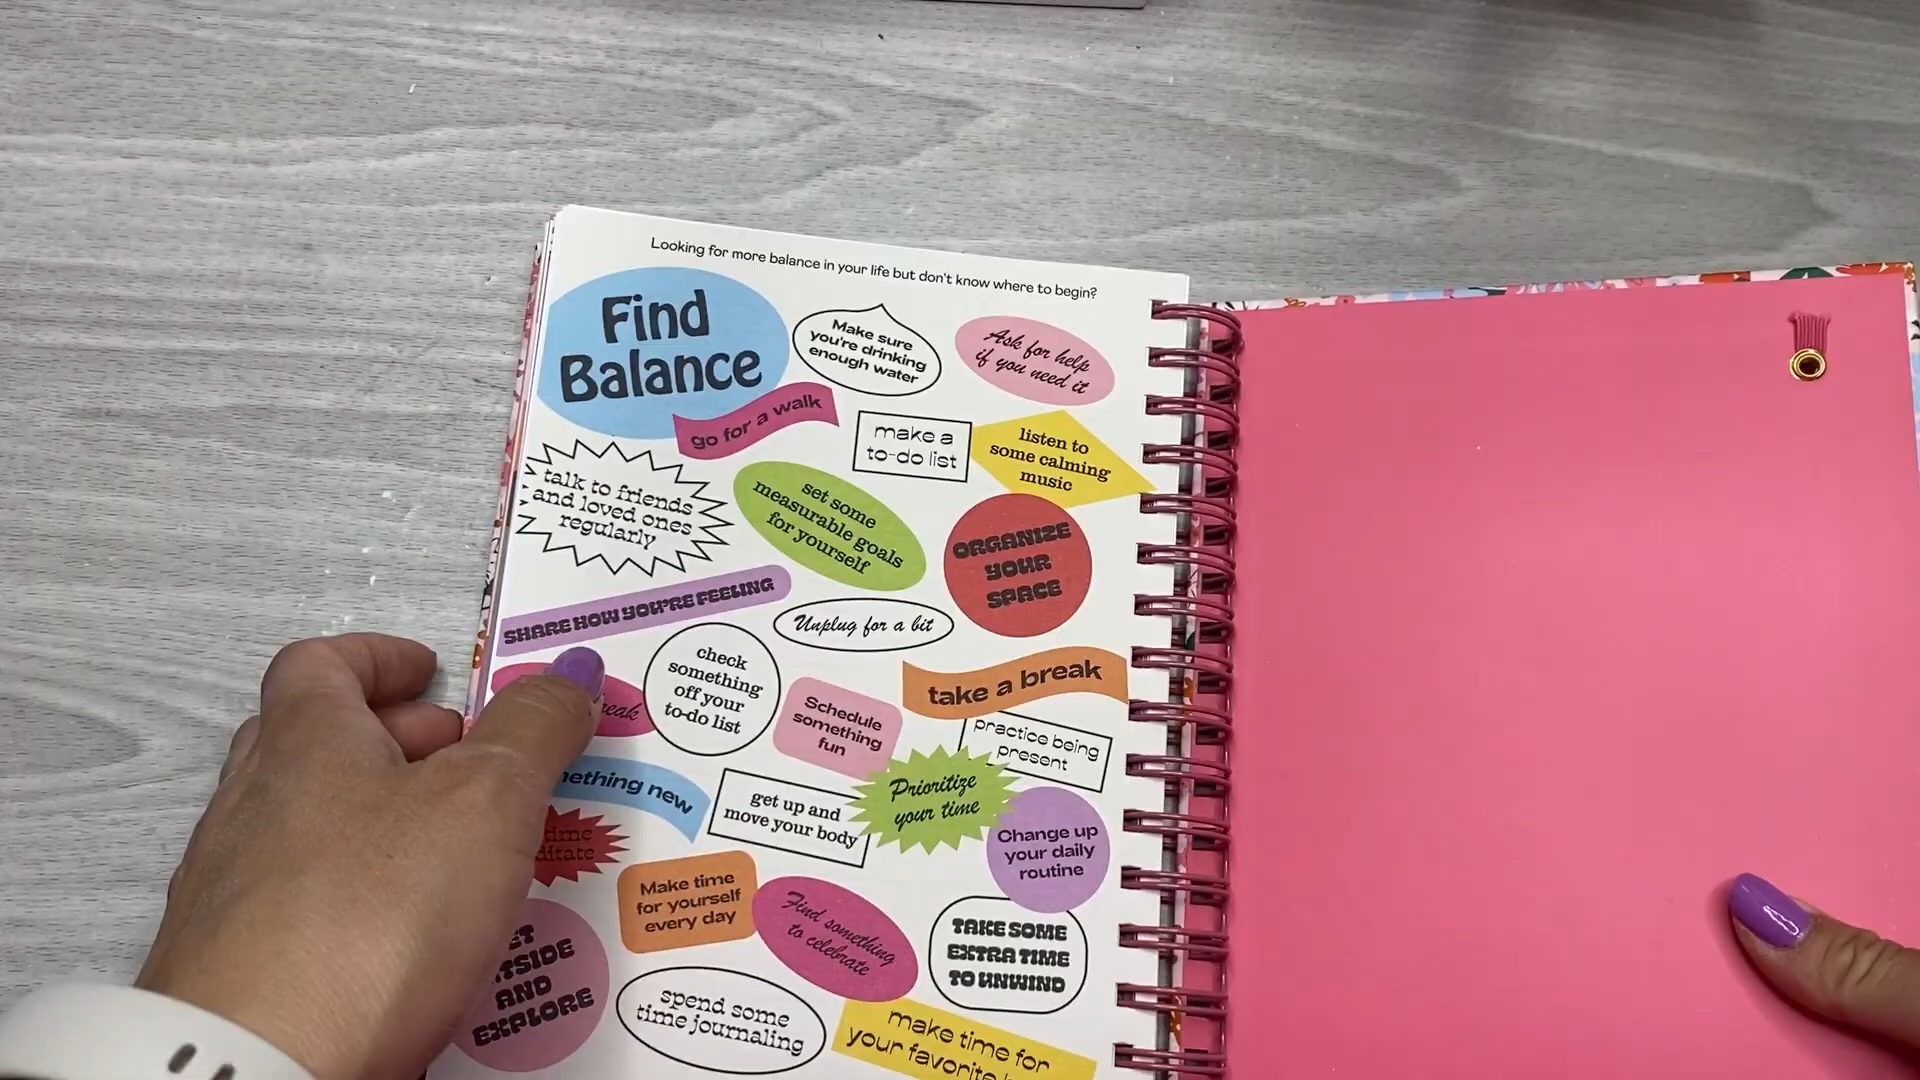 Looking for more balance in your life but don't know where to begin?
Find
Balance
Make sure
you're drinking
enough water
Ask for help
if you need it
go for a walk
make a
to-do list
listen to
some calming
music
talk to friends
and loved ones
regularly
set some
measurable goals
for yourself
ORGANIZE
YOUR
SPACE
SHARE HOW YOU'RE FEELING
Unplug for a bit
check
something
off your
to-do list
Schedule
something
fun
take a break
practice being
present
new
get up and
move your body
Prioritize
your time
Change up
your daily
routine
Make time
for yourself
every day
Find something
to celebrate
TAKE SOME
EXTRA TIME
TO UNWIND
AND
EXPLORE
spend some
time journaling
make time for
your favorite